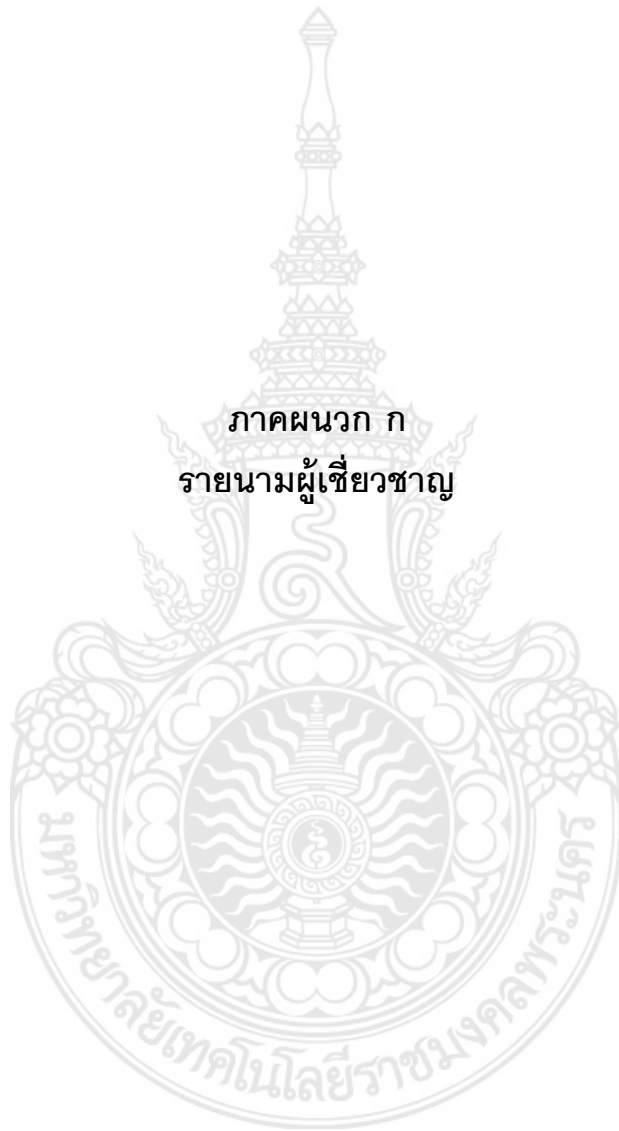 ภาคผนวก ก
รายนามผู้เชี่ยวชาญ
มหาวิทยาลัยเทคโนโลยีราชมงคลพระนคร